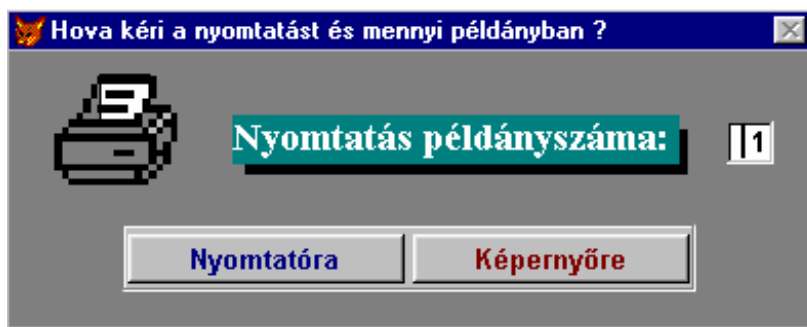 Hova kéri a nyomtatást és mennyi példányban ?
Nyomtatás példányszáma: 1
Nyomtatóra Képernyőre